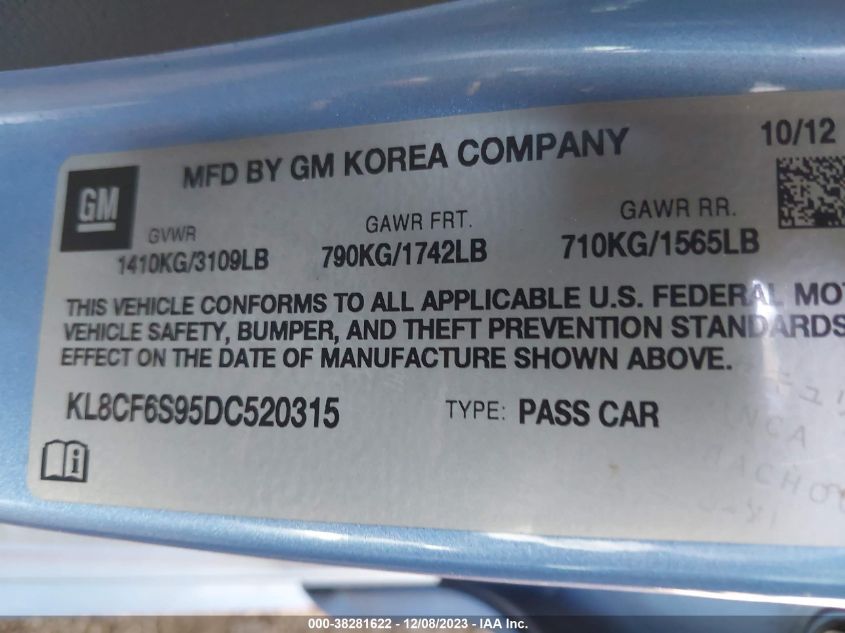 MFD BY GM KOREA COMPANY 10/12
GM
GVWR GAWR FRT. GAWR RR.
1410KG/3109LB 790KG/1742LB 710KG/1565LB
THIS VEHICLE CONFORMS TO ALL APPLICABLE U.S. FEDERAL MOT
VEHICLE SAFETY, BUMPER, AND THEFT PREVENTION STANDARDS
EFFECT ON THE DATE OF MANUFACTURE SHOWN ABOVE.
KL8CF6S95DC520315 TYPE: PASS CAR
000-38281622 - 12/08/2023 - IAA Inc.